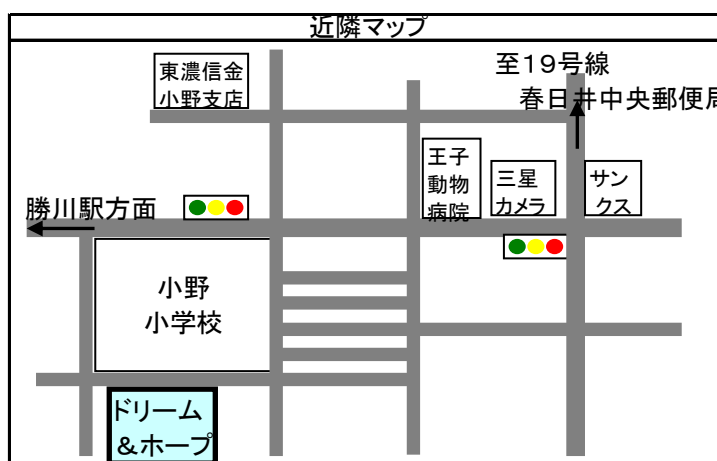 近隣マップ
東濃信金
小野支店
至19号線
春日井中央郵便局
王子
動物
病院
三星
カメラ
サン
クス
勝川駅方面
小野
小学校
ドリーム
&ホープ